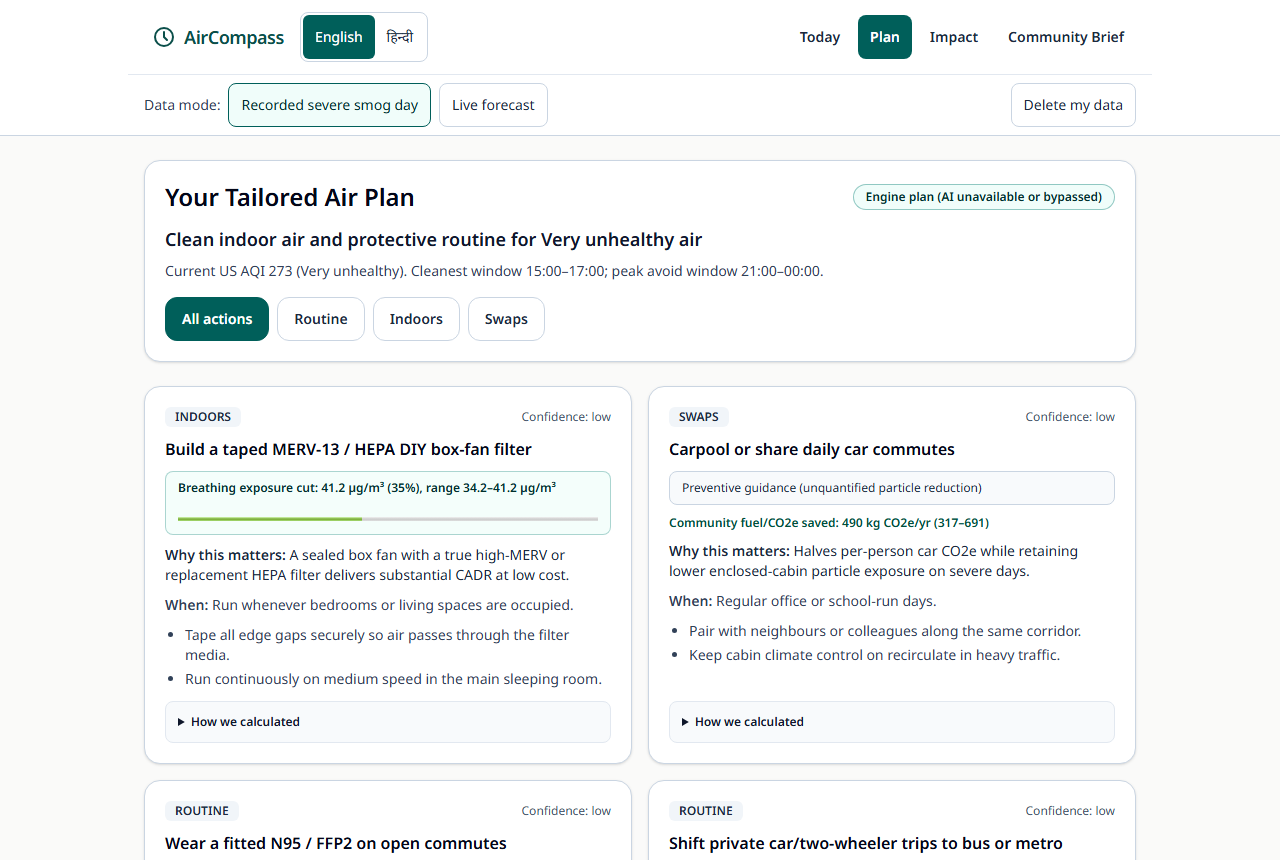 AirCompass
English
हिन्दी
Today
Plan
Impact
Community Brief
Data mode:
Recorded severe smog day
Live forecast
Delete my data
Your Tailored Air Plan
Engine plan (AI unavailable or bypassed)
Clean indoor air and protective routine for Very unhealthy air
Current US AQI 273 (Very unhealthy). Cleanest window 15:00–17:00; peak avoid window 21:00–00:00.
All actions
Routine
Indoors
Swaps
INDOORS
Confidence: low
Build a taped MERV-13 / HEPA DIY box-fan filter
Breathing exposure cut: 41.2 µg/m³ (35%), range 34.2–41.2 µg/m³
Why this matters: A sealed box fan with a true high-MERV or
replacement HEPA filter delivers substantial CADR at low cost.
When: Run whenever bedrooms or living spaces are occupied.
• Tape all edge gaps securely so air passes through the filter
media.
• Run continuously on medium speed in the main sleeping room.
How we calculated
SWAPS
Confidence: low
Carpool or share daily car commutes
Preventive guidance (unquantified particle reduction)
Community fuel/CO2e saved: 490 kg CO2e/yr (317–691)
Why this matters: Halves per-person car CO2e while retaining
lower enclosed-cabin particle exposure on severe days.
When: Regular office or school-run days.
• Pair with neighbours or colleagues along the same corridor.
• Keep cabin climate control on recirculate in heavy traffic.
How we calculated
ROUTINE
Confidence: low
Wear a fitted N95 / FFP2 on open commutes
ROUTINE
Confidence: low
Shift private car/two-wheeler trips to bus or metro